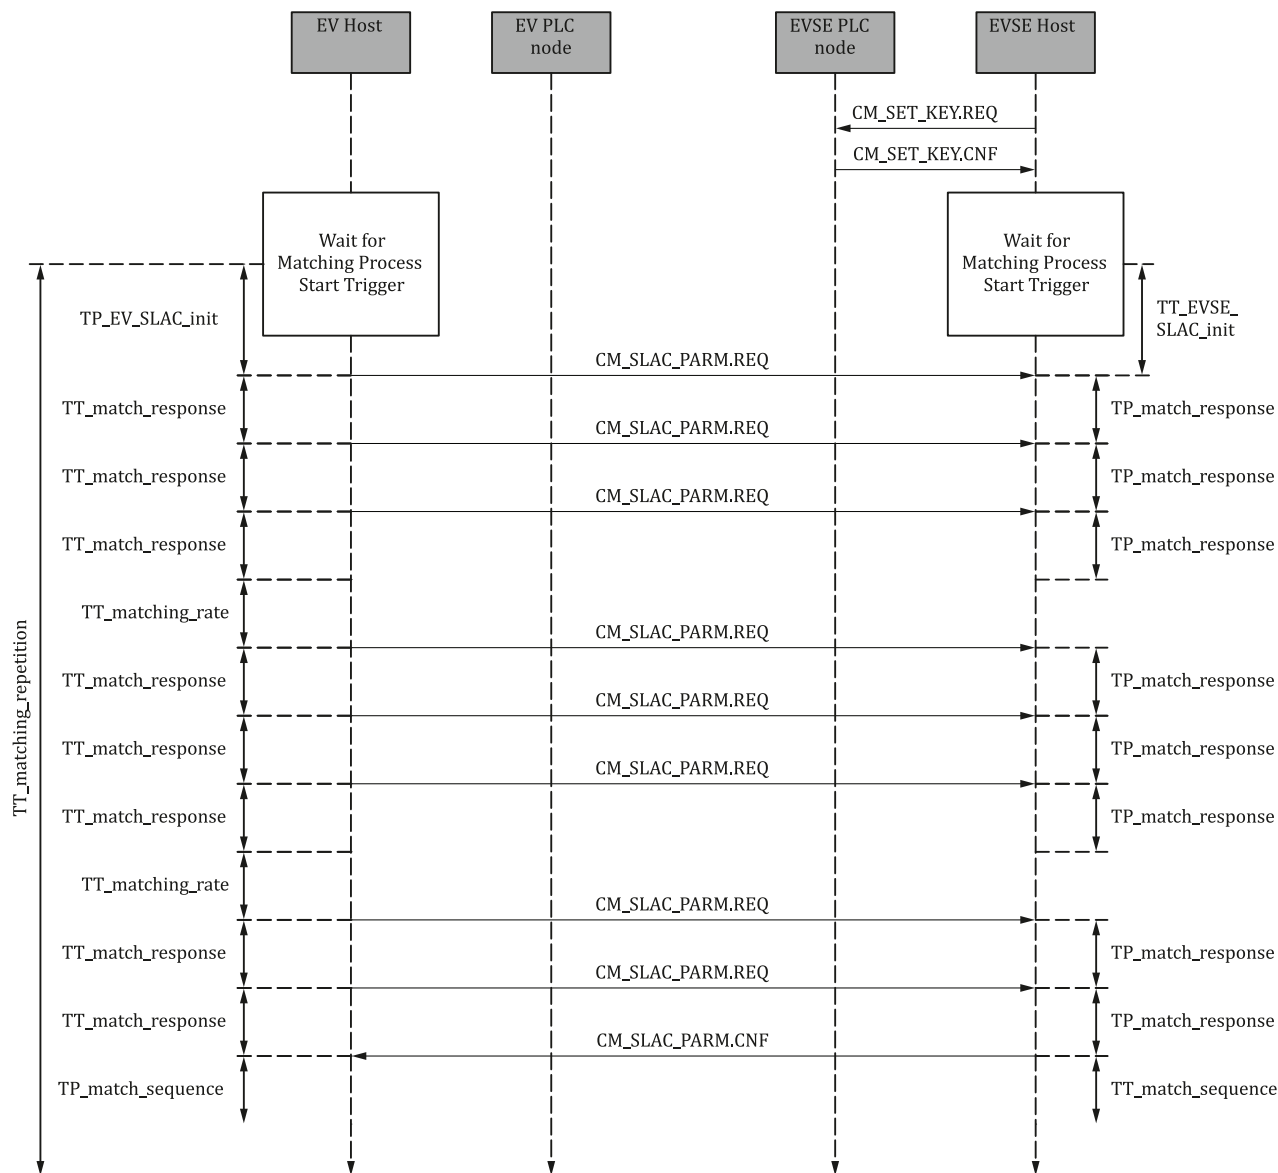 EV Host
EV PLC
node
EVSE PLC
node
EVSE Host
CM_SET_KEY.REQ
CM_SET_KEY.CNF
Wait for
Matching Process
Start Trigger
Wait for
Matching Process
Start Trigger
TP_EV_SLAC_init
TT_EVSE_
SLAC_init
CM_SLAC_PARM.REQ
TT_match_response
TP_match_response
CM_SLAC_PARM.REQ
TT_match_response
TP_match_response
CM_SLAC_PARM.REQ
TT_match_response
TP_match_response
TT_matching_rate
CM_SLAC_PARM.REQ
TT_matching_repetition
TT_match_response
TP_match_response
CM_SLAC_PARM.REQ
TT_match_response
TP_match_response
CM_SLAC_PARM.REQ
TT_match_response
TP_match_response
TT_matching_rate
CM_SLAC_PARM.REQ
TT_match_response
TP_match_response
CM_SLAC_PARM.REQ
TT_match_response
TP_match_response
CM_SLAC_PARM.CNF
TP_match_sequence
TT_match_sequence